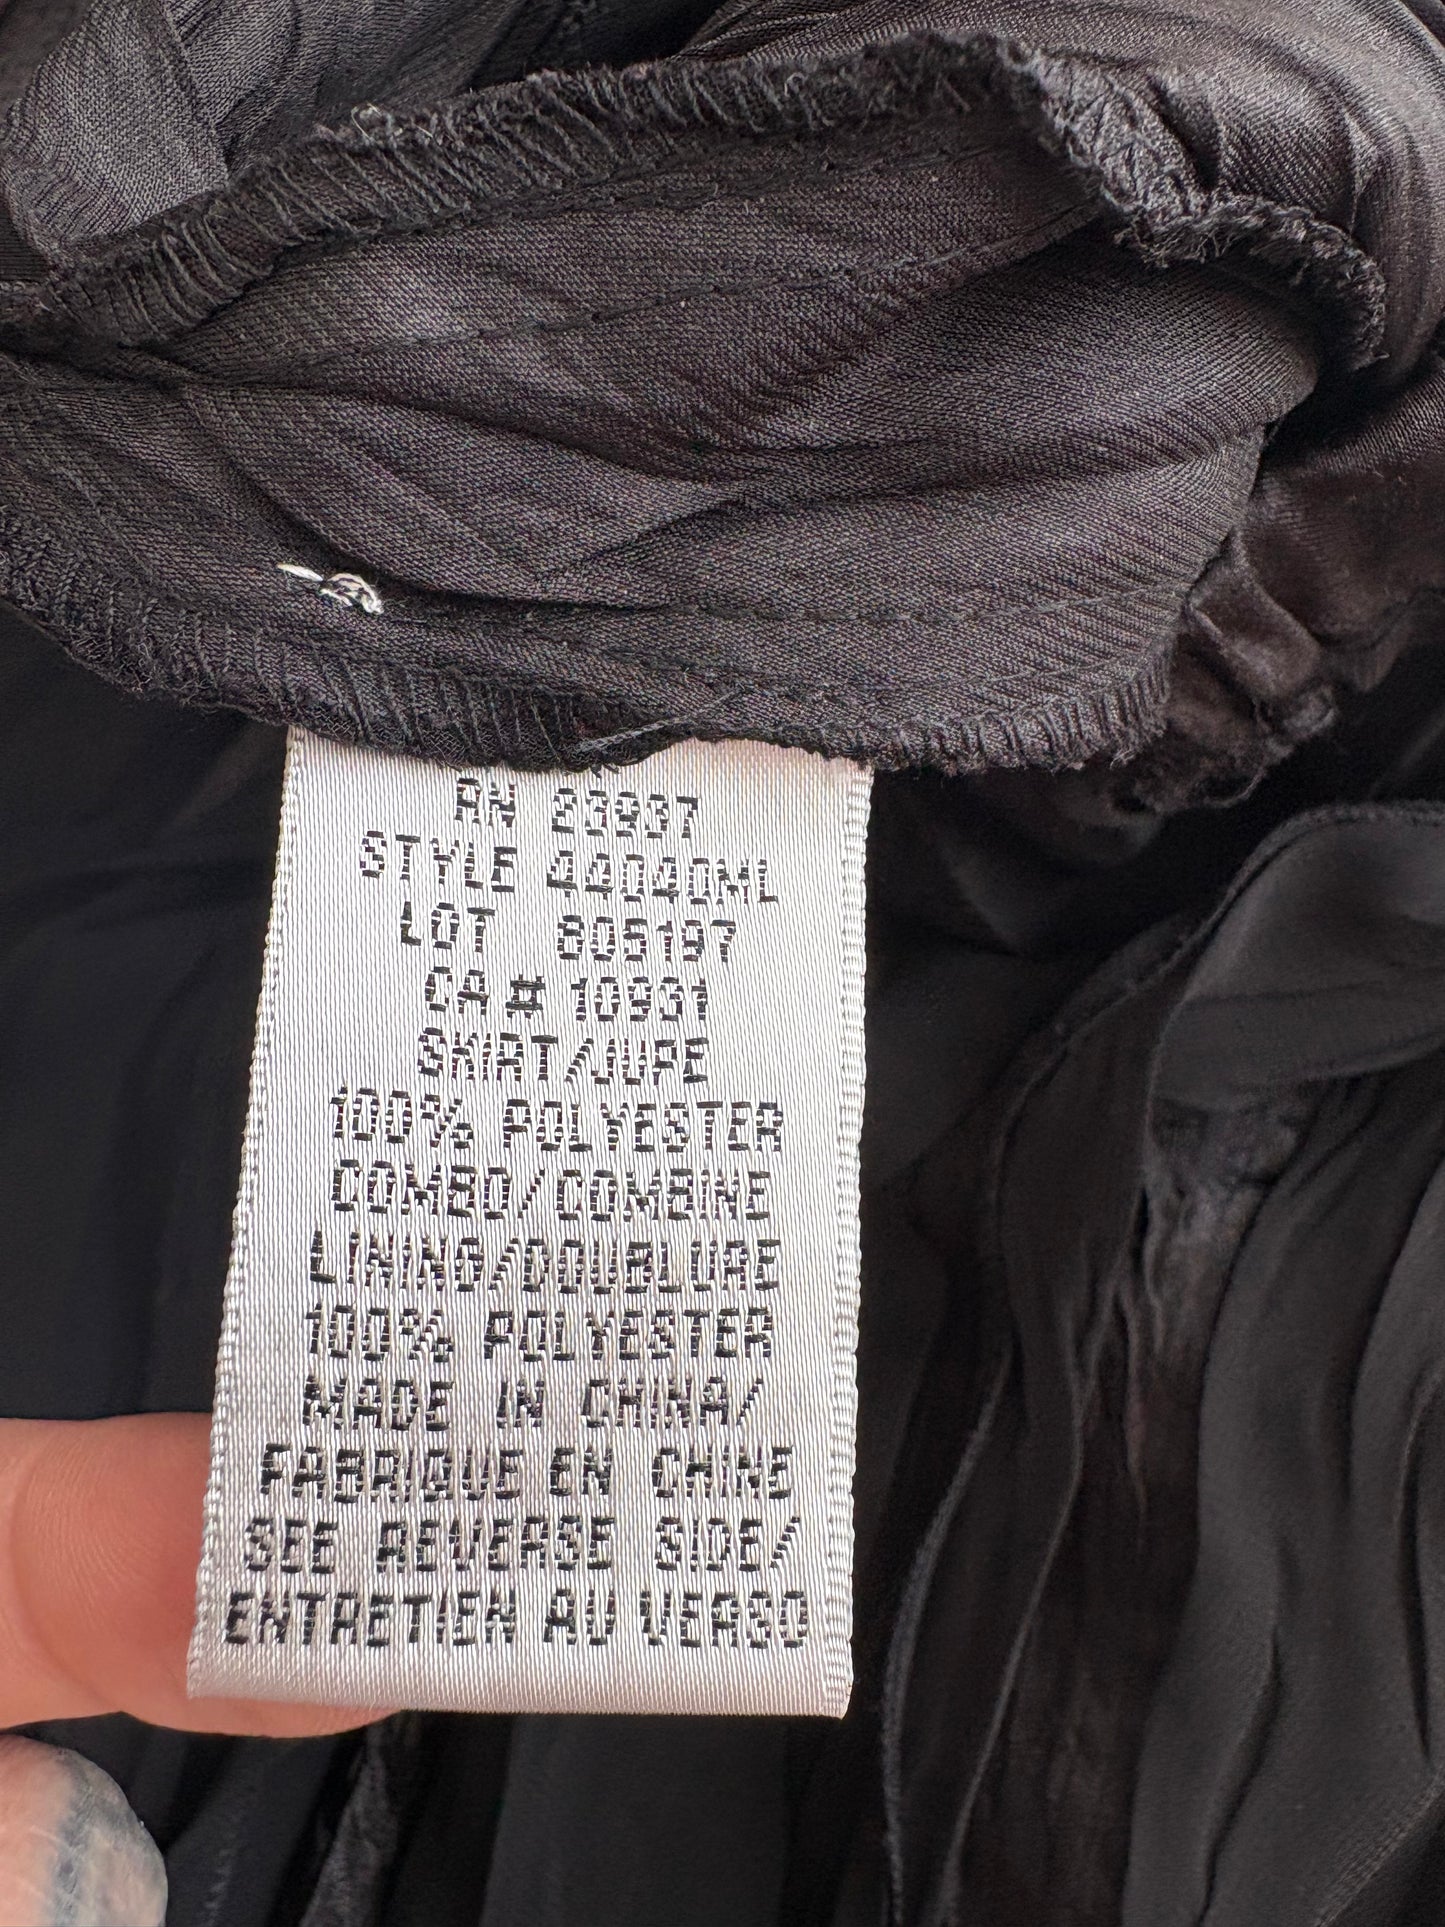 RN 23937
STYLE 44040ML
LOT 805197
CA# 10931
SKIRT/JUPE
100% POLYESTER
COMBO/COMBINE
LINING/DOUBLURE
100% POLYESTER
MADE IN CHINA/
FABRIQUE EN CHINE
SEE REVERSE SIDE/
ENTRETIEN AU VERSO